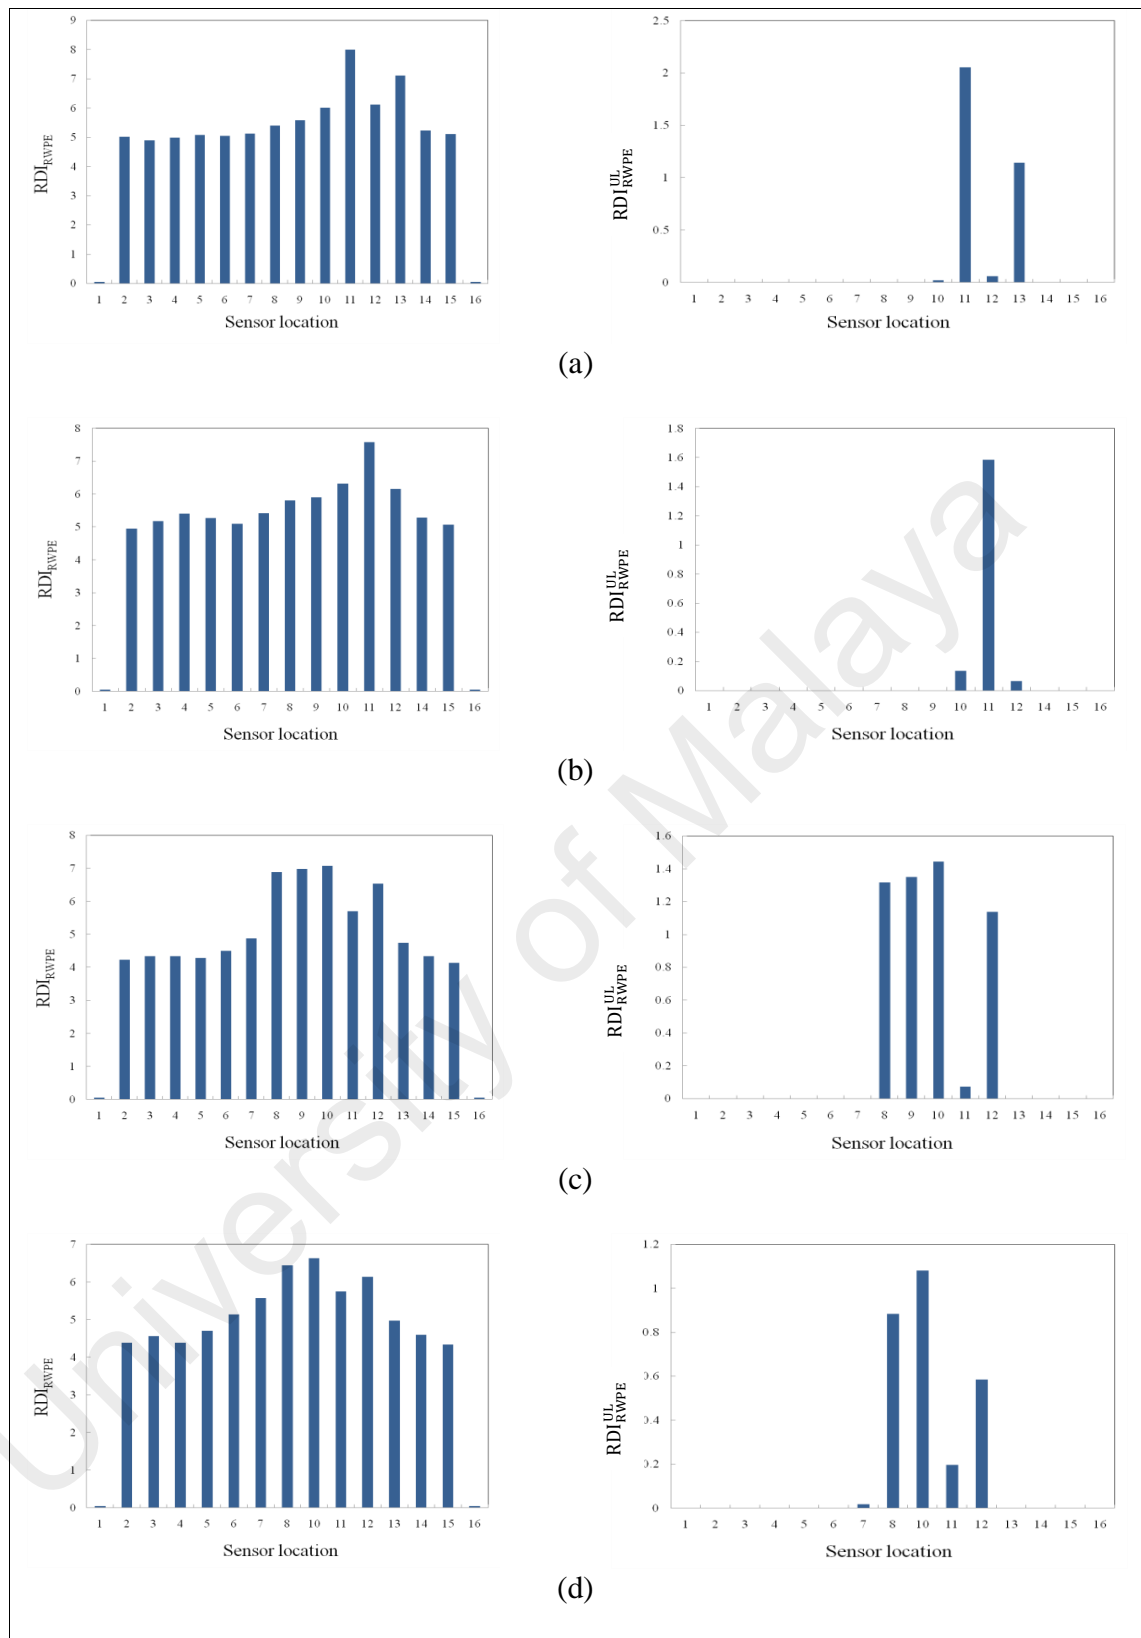 9
8
7
6
5
4
3
2
1
0
RDI_RWPE
1 2 3 4 5 6 7 8 9 10 11 12 13 14 15 16
Sensor location
2.5
2
1.5
1
0.5
0
RDI^UL_RWPE
1 2 3 4 5 6 7 8 9 10 11 12 13 14 15 16
Sensor location
(a)
8
7
6
5
4
3
2
1
0
RDI_RWPE
1 2 3 4 5 6 7 8 9 10 11 12 14 15 16
Sensor location
1.8
1.6
1.4
1.2
1
0.8
0.6
0.4
0.2
0
RDI^UL_RWPE
1 2 3 4 5 6 7 8 9 10 11 12 14 15 16
Sensor location
(b)
8
7
6
5
4
3
2
1
0
RDI_RWPE
1 2 3 4 5 6 7 8 9 10 11 12 13 14 15 16
Sensor location
1.6
1.4
1.2
1
0.8
0.6
0.4
0.2
0
RDI^UL_RWPE
1 2 3 4 5 6 7 8 9 10 11 12 13 14 15 16
Sensor location
(c)
7
6
5
4
3
2
1
0
RDI_RWPE
1 2 3 4 5 6 7 8 10 11 12 13 14 15 16
Sensor location
1.2
1
0.8
0.6
0.4
0.2
0
RDI^UL_RWPE
1 2 3 4 5 6 7 8 10 11 12 13 14 15 16
Sensor location
(d)
University of Malaya